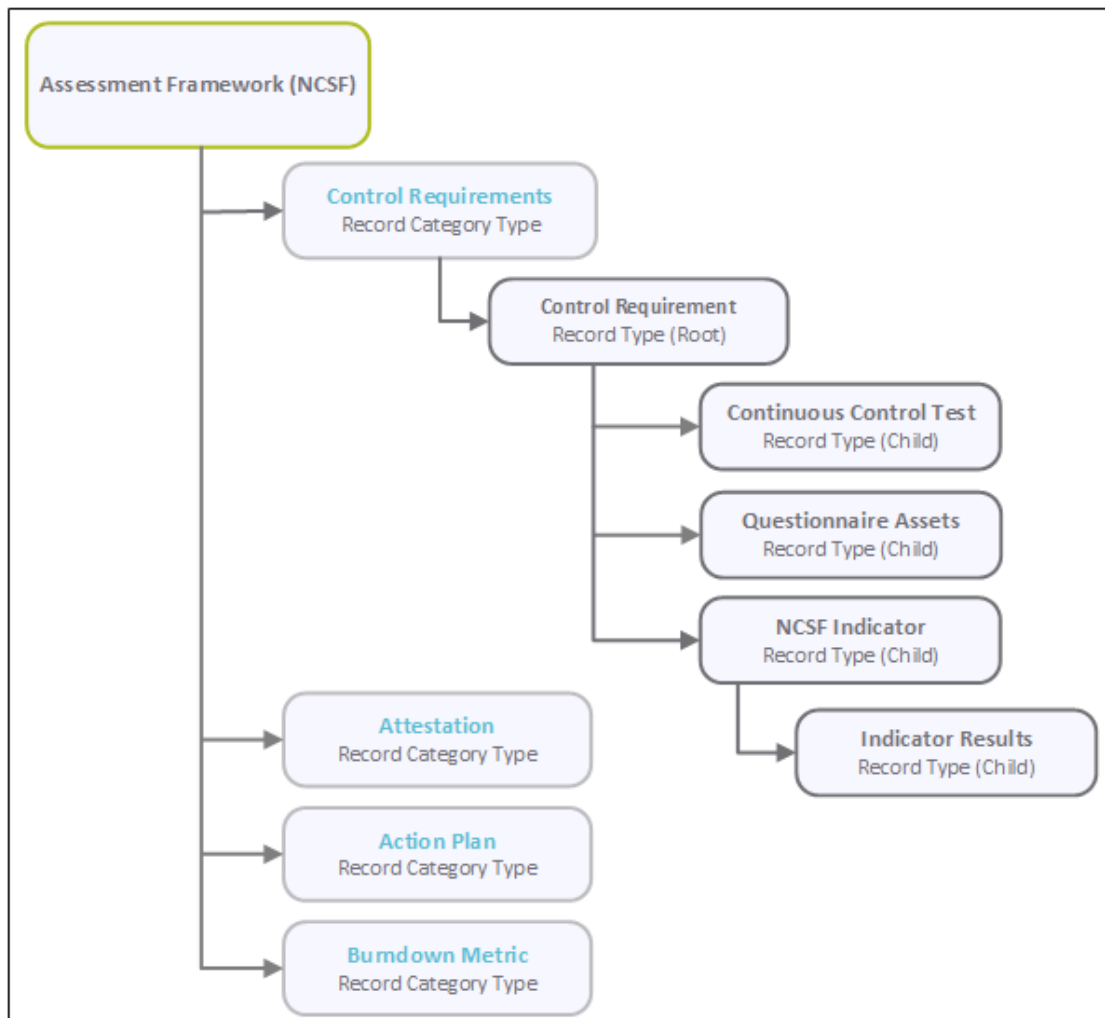 Assessment Framework (NCSF)
Control Requirements
Record Category Type
Control Requirement
Record Type (Root)
Continuous Control Test
Record Type (Child)
Questionnaire Assets
Record Type (Child)
NCSF Indicator
Record Type (Child)
Indicator Results
Record Type (Child)
Attestation
Record Category Type
Action Plan
Record Category Type
Burndown Metric
Record Category Type